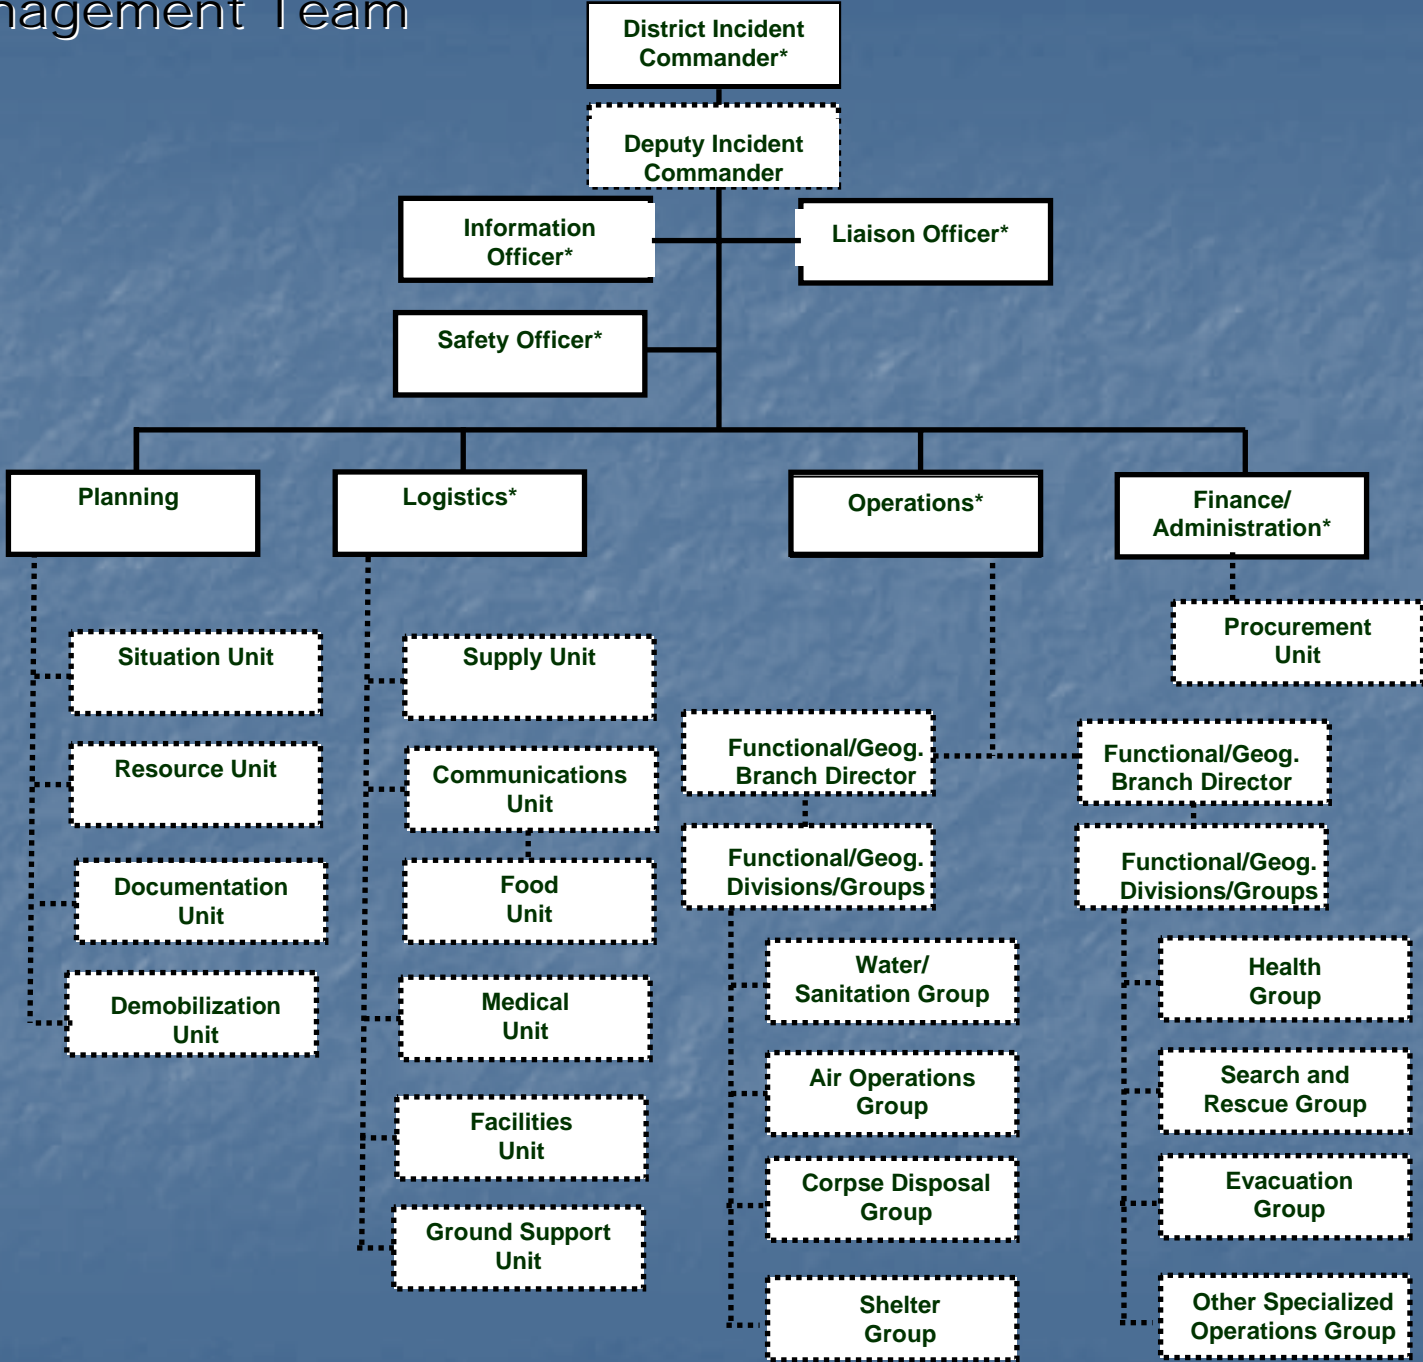 nagement Team
District Incident
Commander*
Deputy Incident
Commander
Information
Officer*
Liaison Officer*
Safety Officer*
Planning
Logistics*
Operations*
Finance/
Administration*
Situation Unit
Resource Unit
Documentation
Unit
Demobilization
Unit
Supply Unit
Communications
Unit
Food
Unit
Medical
Unit
Facilities
Unit
Ground Support
Unit
Functional/Geog.
Branch Director
Functional/Geog.
Divisions/Groups
Water/
Sanitation Group
Air Operations
Group
Corpse Disposal
Group
Shelter
Group
Procurement
Unit
Functional/Geog.
Branch Director
Functional/Geog.
Divisions/Groups
Health
Group
Search and
Rescue Group
Evacuation
Group
Other Specialized
Operations Group